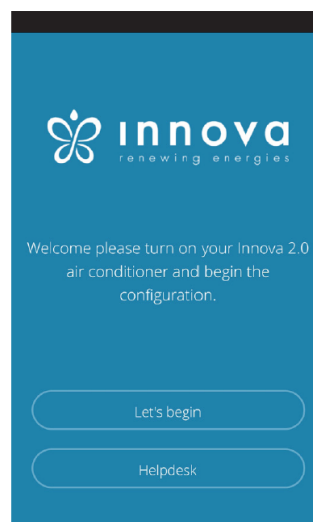 innova
renewing energies
Welcome please turn on your Innova 2.0
air conditioner and begin the
configuration.
Let's begin
Helpdesk